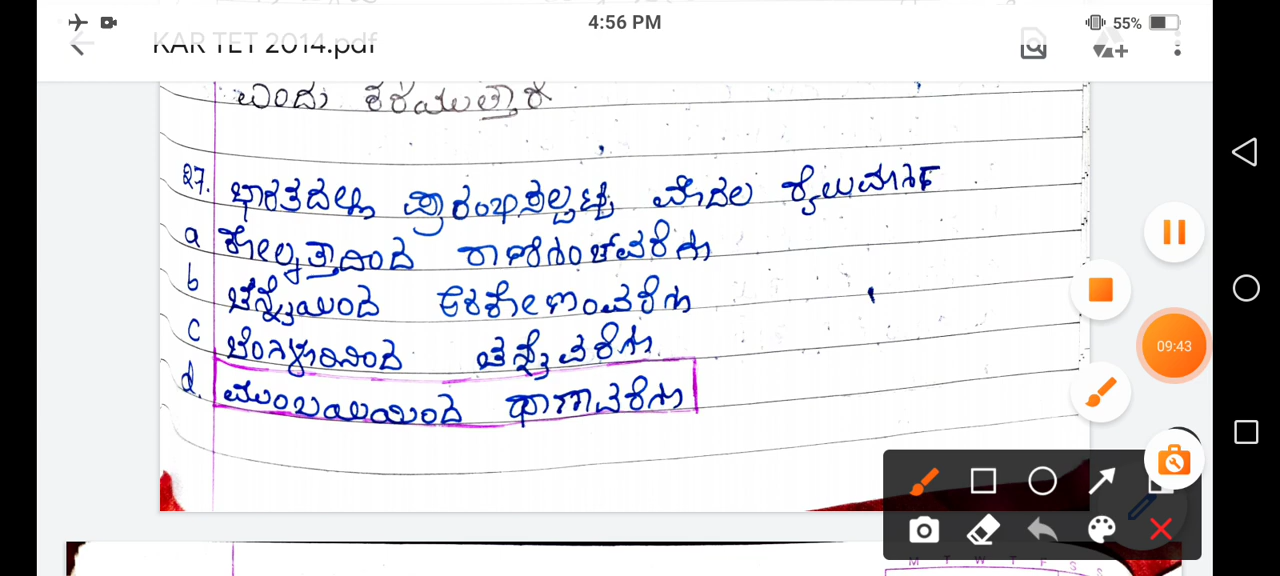 4:56 PM
55%
KAR TET 2014.pdf
ಬಂದು
27. ಭಾರತದಲ್ಲಿ ಪ್ರಾರಂಭಿಸಲ್ಪಟ್ಟ ಮೊದಲ ರೈಲುಮಾರ್ಗ
a ಕೋಲ್ಕತ್ತಾದಿಂದ ರಾಣಿಗಂಜ್‌ವರೆಗು
b ಚೆನ್ನೈಯಿಂದ ಅರಕೋಣಂವರೆಗು
c ಬೆಂಗಳೂರಿನಿಂದ ಚೆನ್ನೈವರೆಗು.
d. ಮುಂಬಯಿಯಿಂದ ಥಾಣಾವರೆಗು
09:43
M T W T F S S